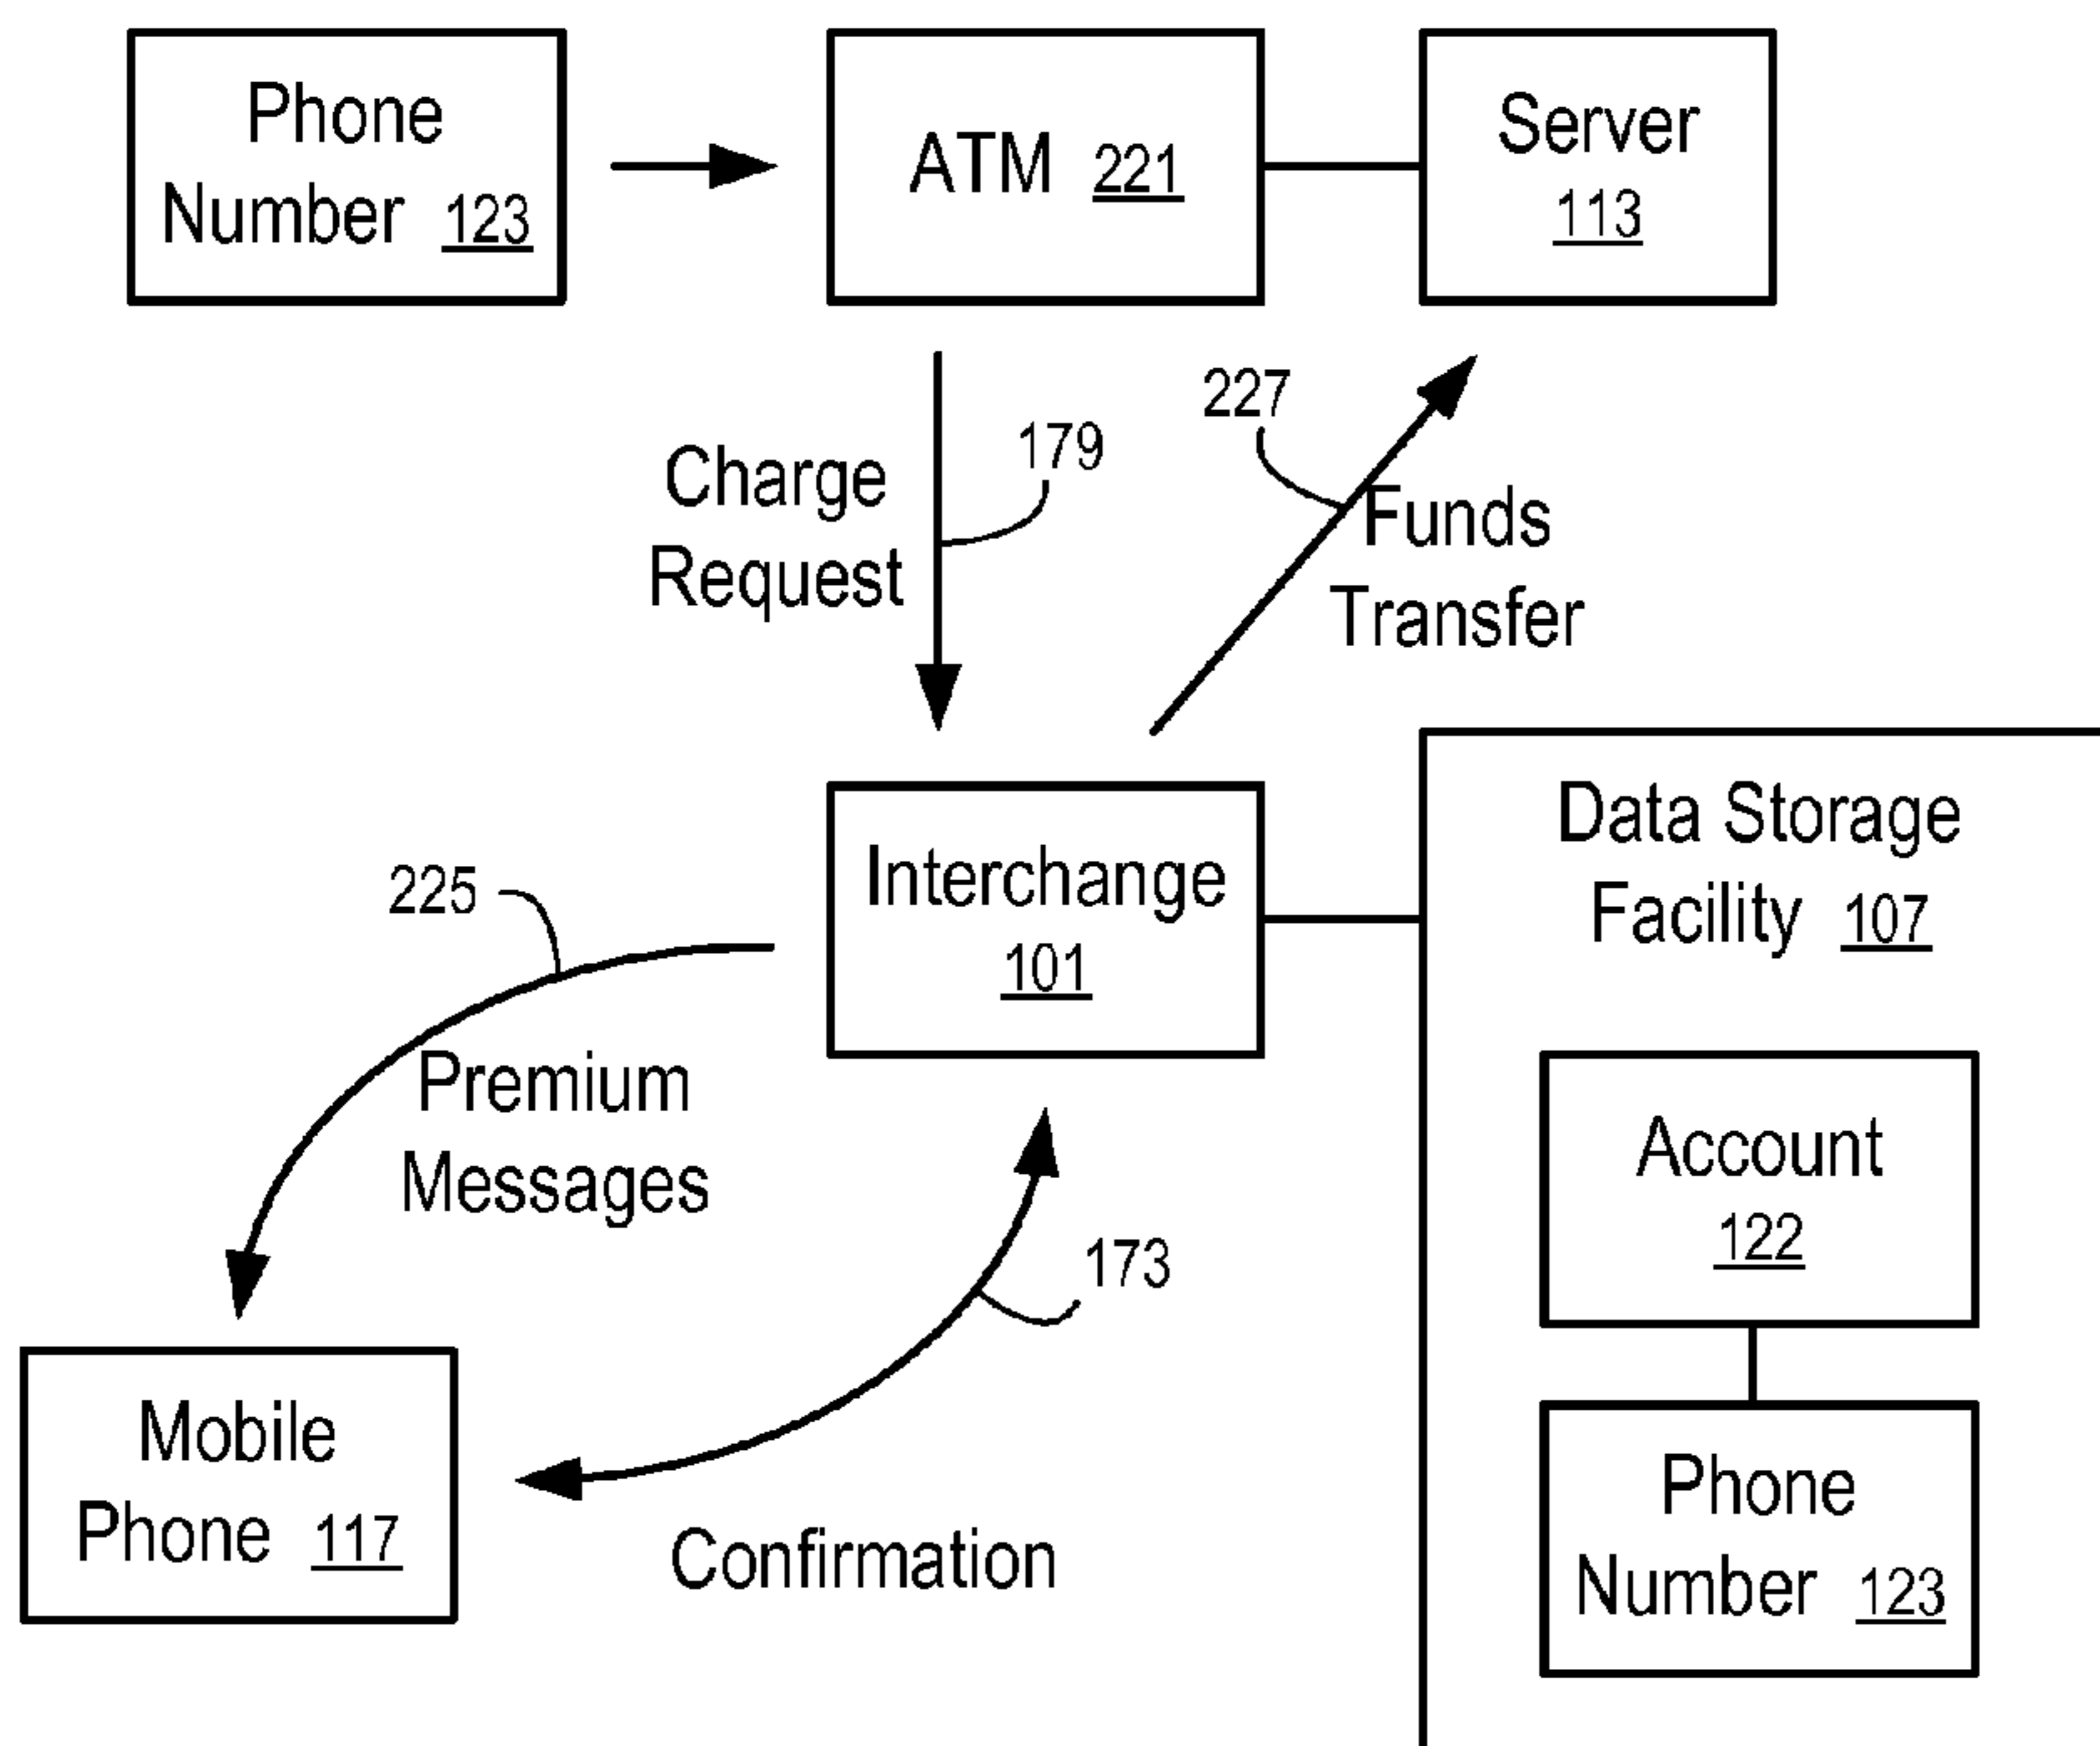 Phone
Number 123
ATM 221
Server
113
Charge
Request
179
227
Funds
Transfer
Interchange
101
Data Storage
Facility 107
225
Premium
Messages
Account
122
173
Mobile
Phone 117
Confirmation
Phone
Number 123